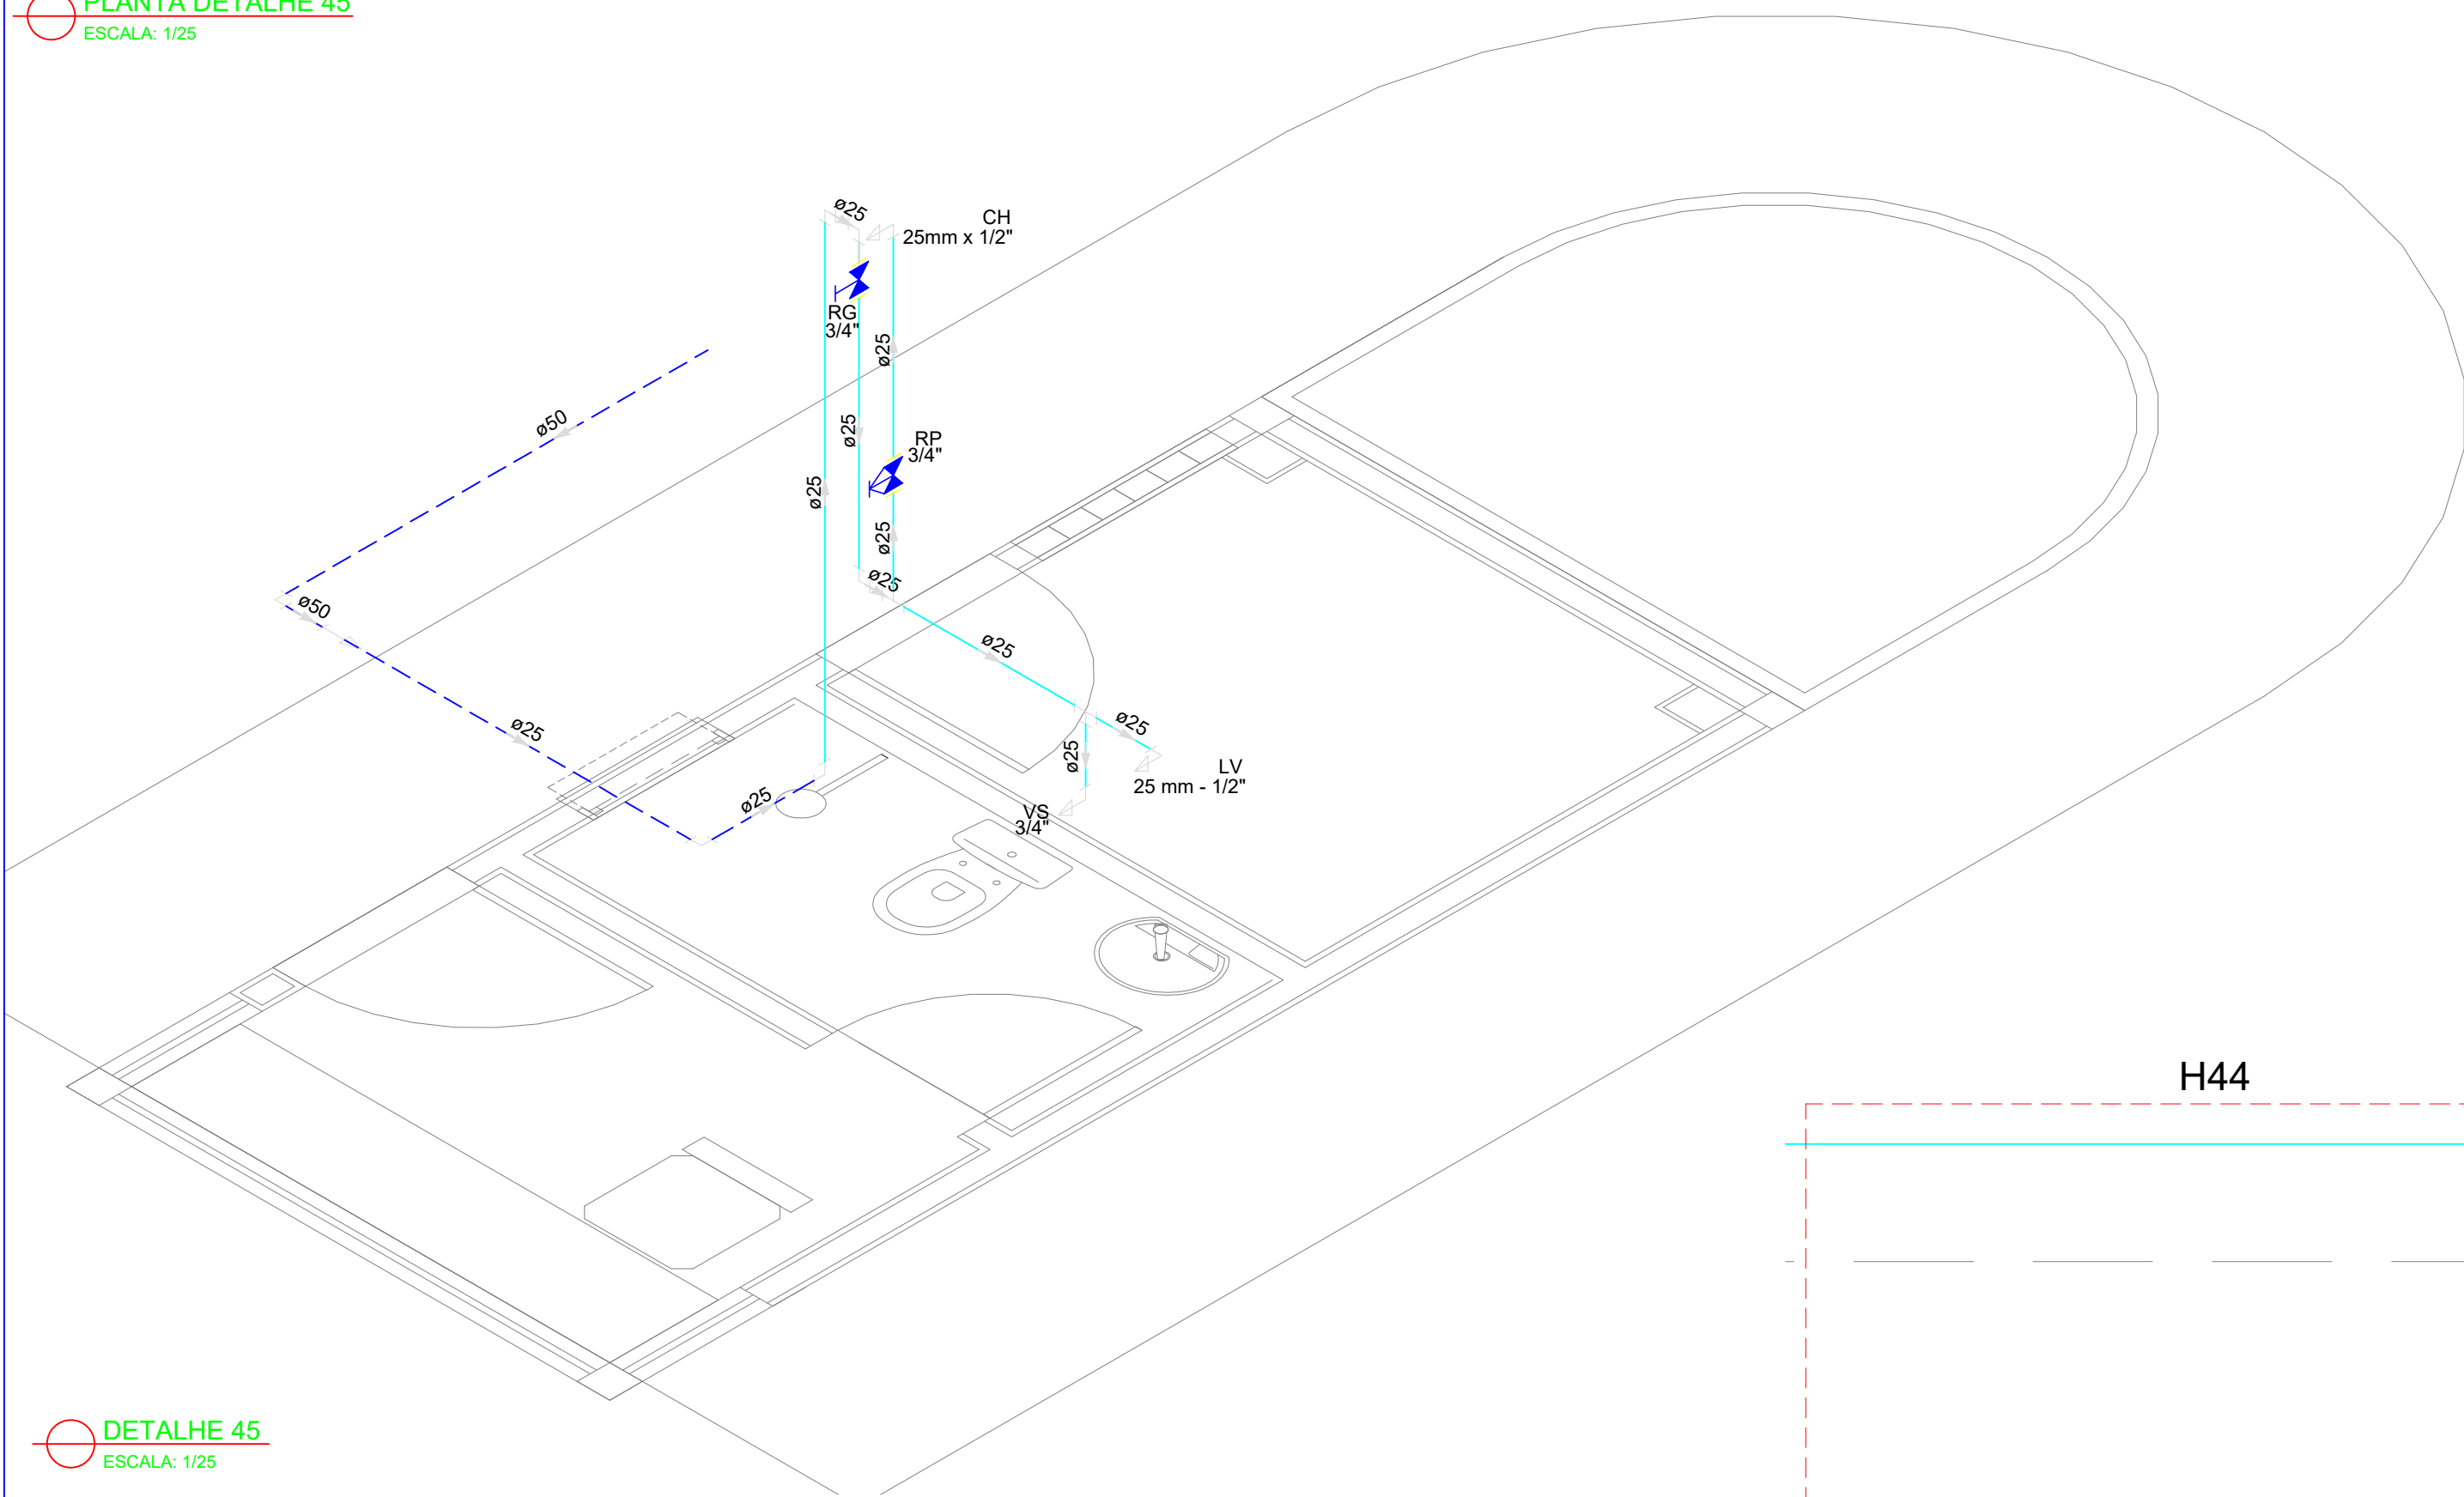 PLANTA DETALHE 45
ESCALA: 1/25
ø25
CH
25mm x 1/2"
RG
3/4"
ø25
ø50
ø25
RP
3/4"
ø25
ø25
ø25
ø50
ø25
ø25
ø25
ø25
LV
25 mm - 1/2"
ø25
VS
3/4"
H44
DETALHE 45
ESCALA: 1/25